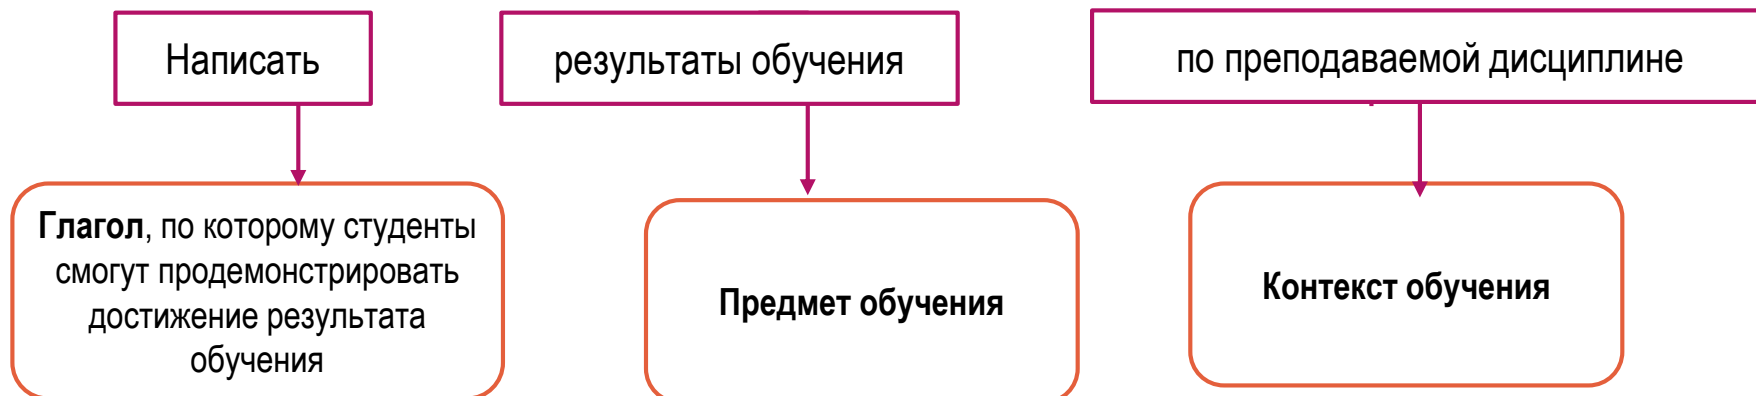 Написать
результаты обучения
по преподаваемой дисциплине
Глагол, по которому студенты
смогут продемонстрировать
достижение результата
обучения
Предмет обучения
Контекст обучения